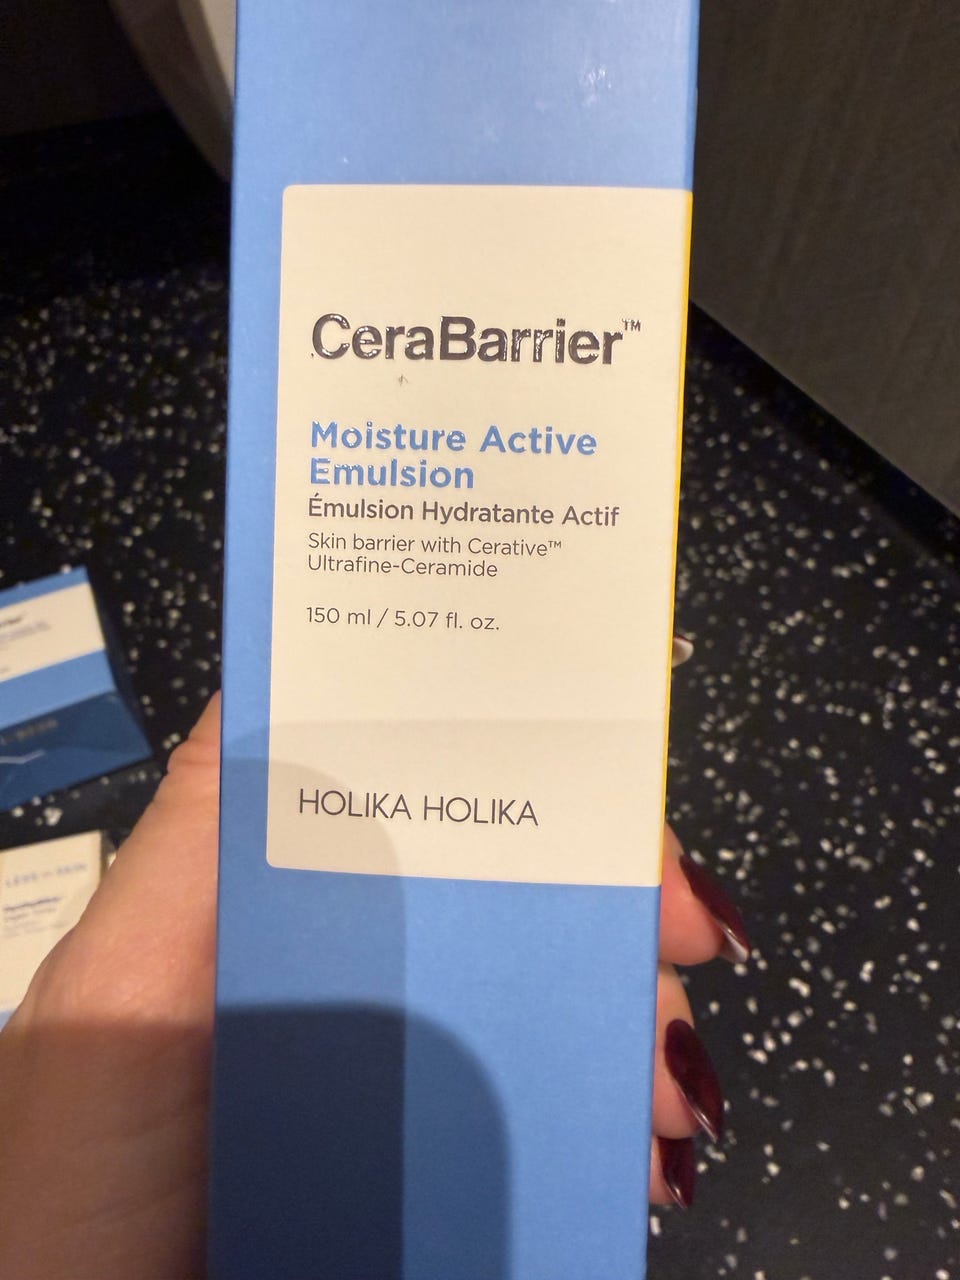 CeraBarrier™
Moisture Active
Emulsion
Émulsion Hydratante Actif
Skin barrier with Cerative™
Ultrafine-Ceramide
150 ml / 5.07 fl. oz.
HOLIKA HOLIKA